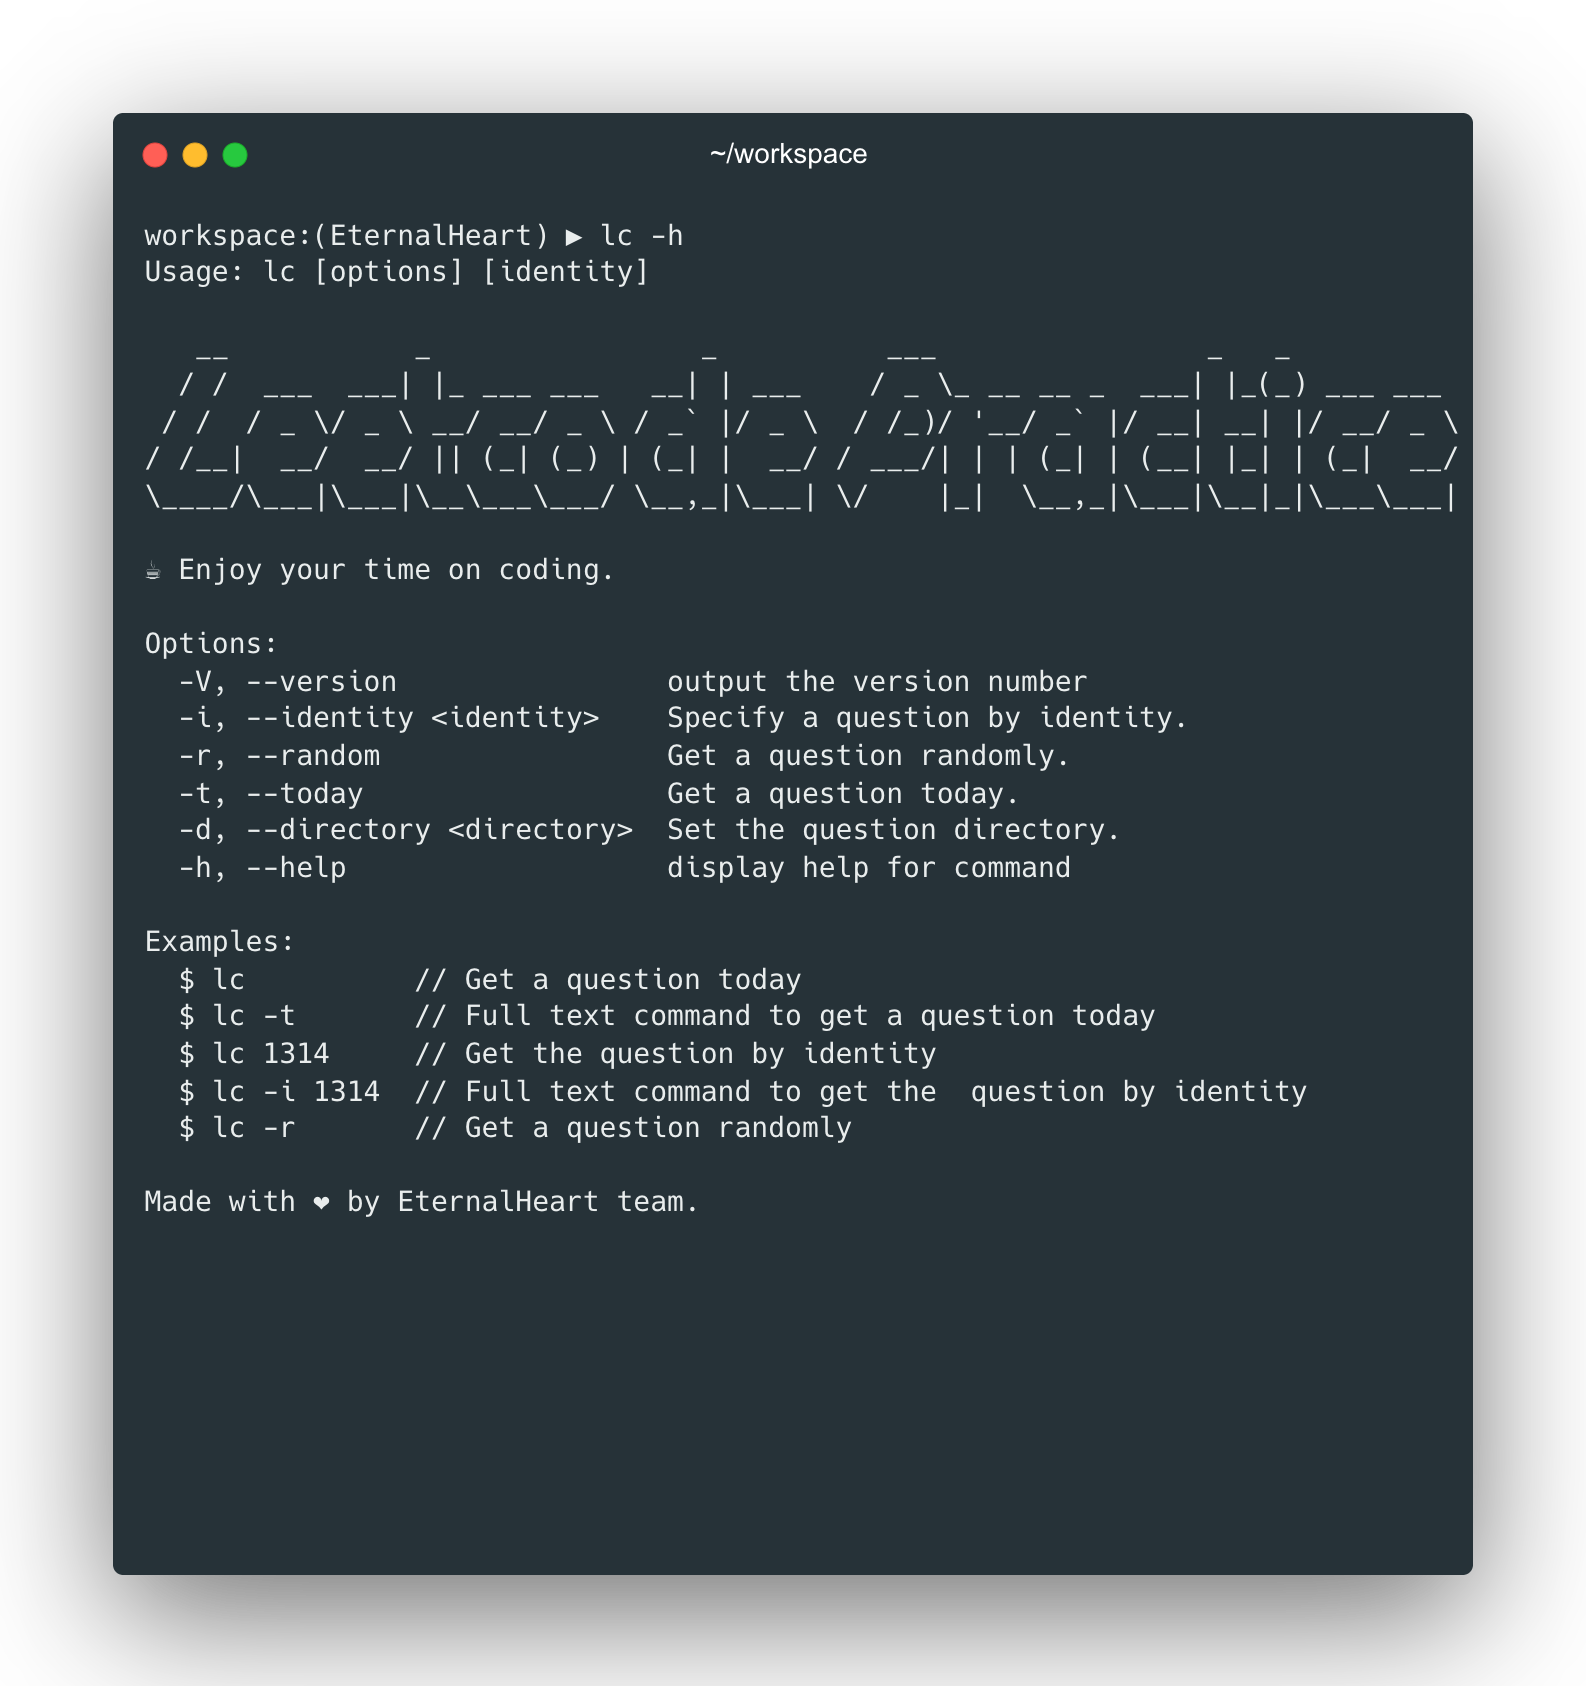 ~/workspace
workspace:(EternalHeart) ▶ lc -h
Usage: lc [options] [identity]
   __           _                _          ___                _   _
  / /  ___  ___| |_ ___ ___   __| | ___    / _ \_ __ __ _  ___| |_(_) ___ ___
 / /  / _ \/ _ \ __/ __/ _ \ / _` |/ _ \  / /_)/ '__/ _` |/ __| __| |/ __/ _ \
/ /__|  __/  __/ || (_| (_) | (_| |  __/ / ___/| | | (_| | (__| |_| | (_|  __/
\____/\___|\___|\__\___\___/ \__,_|\___| \/    |_|  \__,_|\___|\__|_|\___\___|
☕ Enjoy your time on coding.
Options:
  -V, --version                output the version number
  -i, --identity <identity>    Specify a question by identity.
  -r, --random                 Get a question randomly.
  -t, --today                  Get a question today.
  -d, --directory <directory>  Set the question directory.
  -h, --help                   display help for command
Examples:
  $ lc          // Get a question today
  $ lc -t       // Full text command to get a question today
  $ lc 1314     // Get the question by identity
  $ lc -i 1314  // Full text command to get the  question by identity
  $ lc -r       // Get a question randomly
Made with ❤ by EternalHeart team.